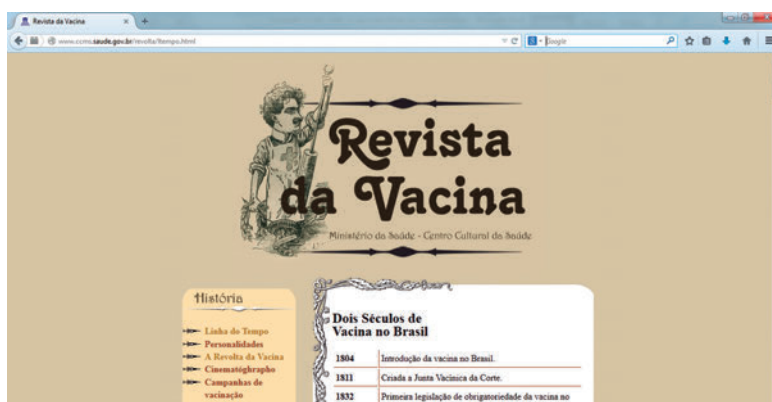 Revista da Vacina
www.ccms.saude.gov.br/revolta/ltempo.html
Google
Revista
da Vacina
Ministério da Saúde - Centro Cultural da Saúde
História
Linha do Tempo
Personalidades
A Revolta da Vacina
Cinematóghrapho
Campanhas de
vacinação
Dois Séculos de
Vacina no Brasil
1804 Introdução da vacina no Brasil.
1811 Criada a Junta Vacínica da Corte.
1832 Primeira legislação de obrigatoriedade da vacina no